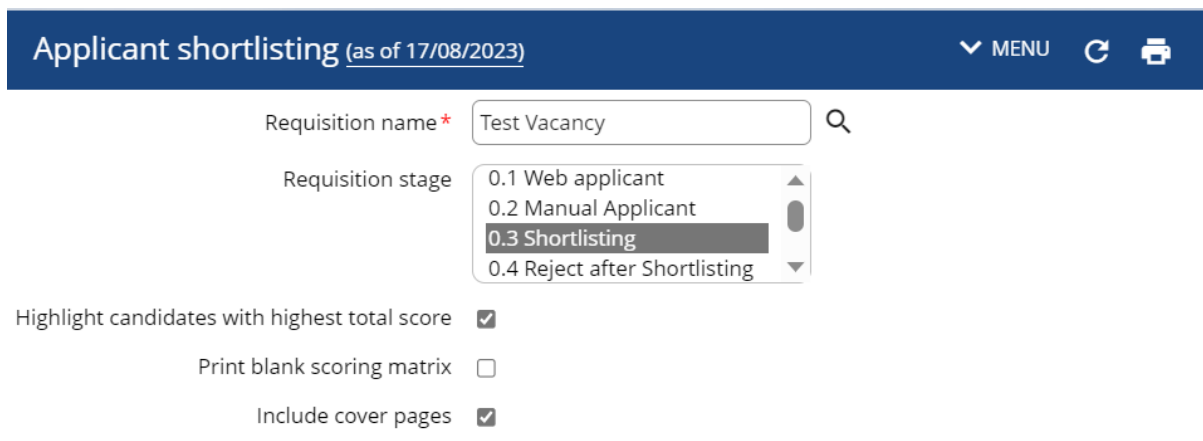 Applicant shortlisting (as of 17/08/2023) MENU
Requisition name* Test Vacancy
Requisition stage 0.1 Web applicant
0.2 Manual Applicant
0.3 Shortlisting
0.4 Reject after Shortlisting
Highlight candidates with highest total score
Print blank scoring matrix
Include cover pages